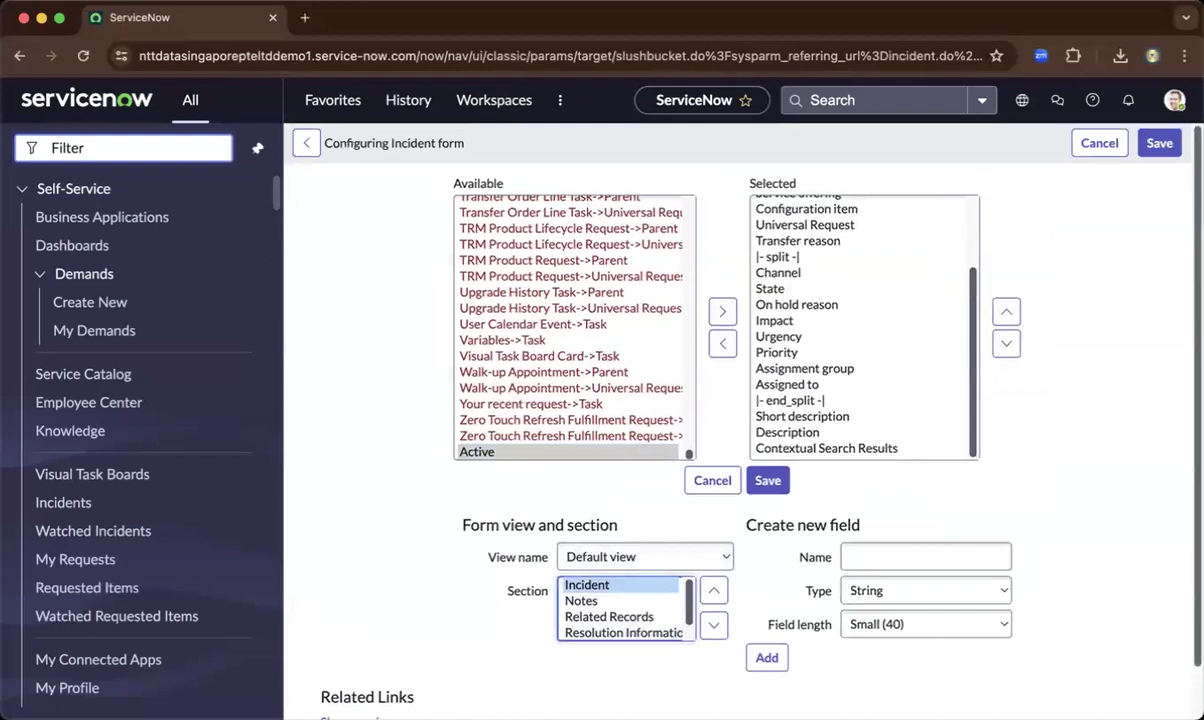 ServiceNow
nttdatasingaporepteltddemo1.service-now.com/now/nav/ui/classic/params/target/slushbucket.do%3Fsysparm_referring_url%3Dincident.do%2...
servicenow
All
Favorites
History
Workspaces
ServiceNow
Search
Filter
Configuring Incident form
Cancel
Save
Self-Service
Business Applications
Dashboards
Demands
Create New
My Demands
Service Catalog
Employee Center
Knowledge
Visual Task Boards
Incidents
Watched Incidents
My Requests
Requested Items
Watched Requested Items
My Connected Apps
My Profile
Available
Transfer Order Line Task->Parent
Transfer Order Line Task->Universal Requ
TRM Product Lifecycle Request->Parent
TRM Product Lifecycle Request->Univers
TRM Product Request->Parent
TRM Product Request->Universal Reques
Upgrade History Task->Parent
Upgrade History Task->Universal Request
User Calendar Event->Task
Variables->Task
Visual Task Board Card->Task
Walk-up Appointment->Parent
Walk-up Appointment->Universal Reques
Your recent request->Task
Zero Touch Refresh Fulfillment Request->
Zero Touch Refresh Fulfillment Request->
Active
Selected
Service offering
Configuration item
Universal Request
Transfer reason
|- split -|
Channel
State
On hold reason
Impact
Urgency
Priority
Assignment group
Assigned to
|- end_split -|
Short description
Description
Contextual Search Results
Cancel
Save
Form view and section
View name
Default view
Section
Incident
Notes
Related Records
Resolution Informatio
Create new field
Name
Type
String
Field length
Small (40)
Add
Related Links